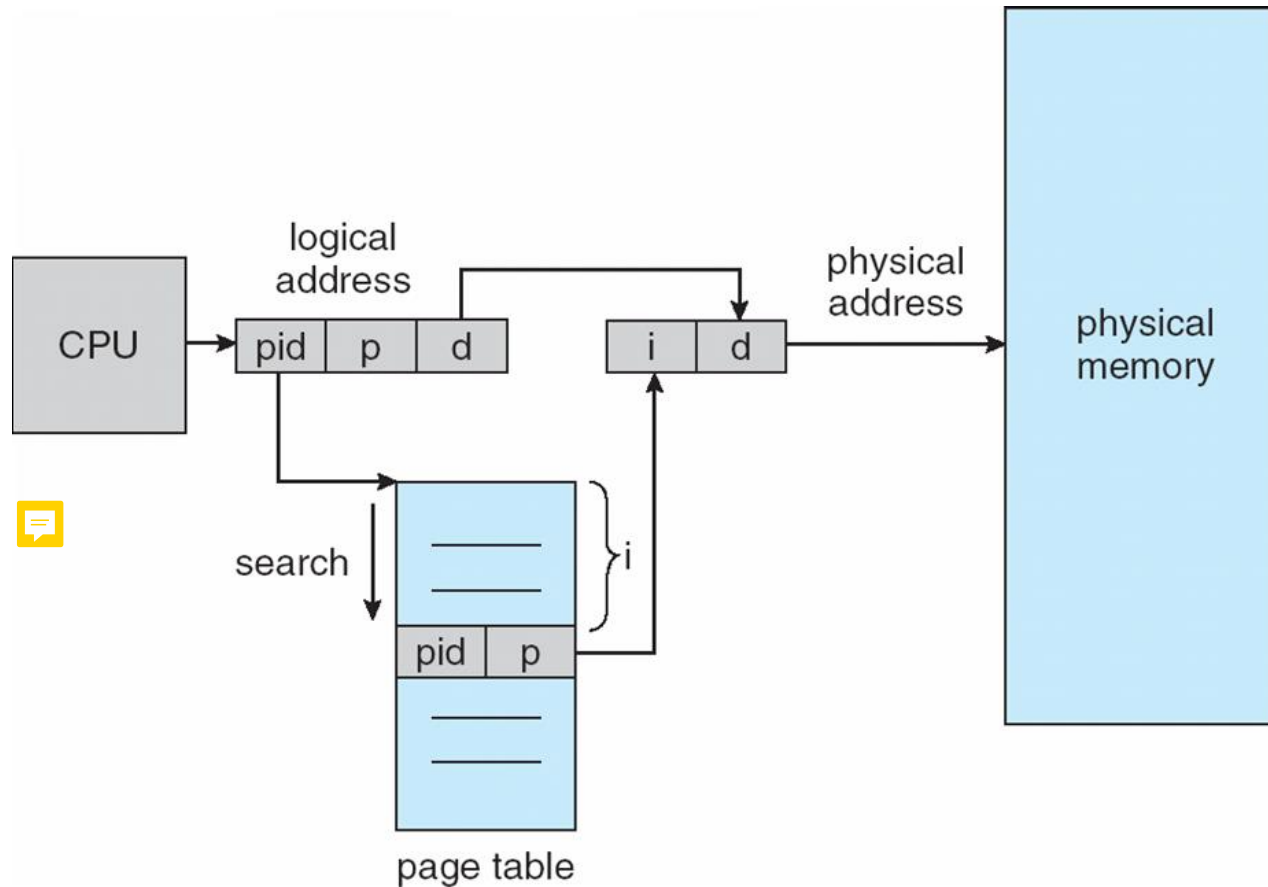 logical
address
physical
address
CPU
pid p d
i d
physical
memory
search
i
pid p
page table